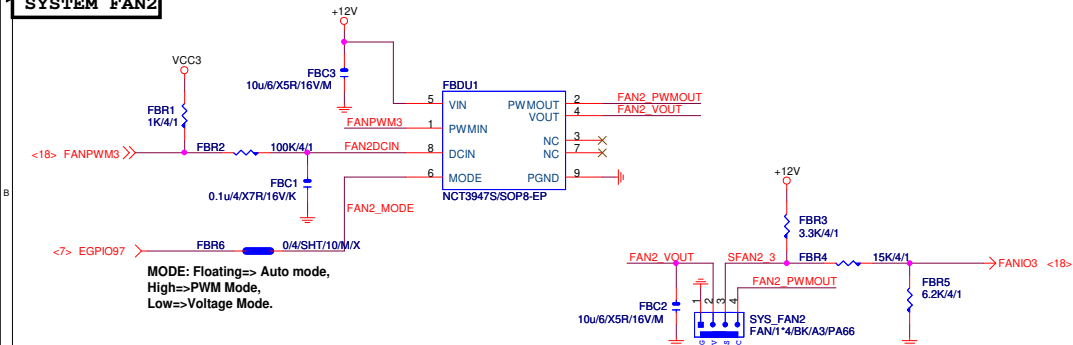 SYSTEM FAN2
+12V
VCC3
FBC3
10u/6/X5R/16V/M
FBDU1
FBR1
1K/4/1
5 VIN PWMOUT 2 FAN2_PWMOUT
VOUT 4 FAN2_VOUT
FANPWM3 1 PWMIN
NC 3
<18> FANPWM3 FBR2 100K/4/1 FAN2DCIN 8 DCIN NC 7
6 MODE PGND 9
FBC1
0.1u/4/X7R/16V/K
NCT3947S/SOP8-EP
FAN2_MODE
B
+12V
<7> EGPIO97 FBR6 0/4/SHT/10/M/X
MODE: Floating=> Auto mode,
High=>PWM Mode,
Low=>Voltage Mode.
FBR3
3.3K/4/1
FAN2_VOUT SFAN2_3 FBR4 15K/4/1 FANIO3 <18>
FAN2_PWMOUT
FBR5
6.2K/4/1
FBC2
10u/6/X5R/16V/M
1 2 3 4
SYS_FAN2
FAN/1*4/BK/A3/PA66
G V S C